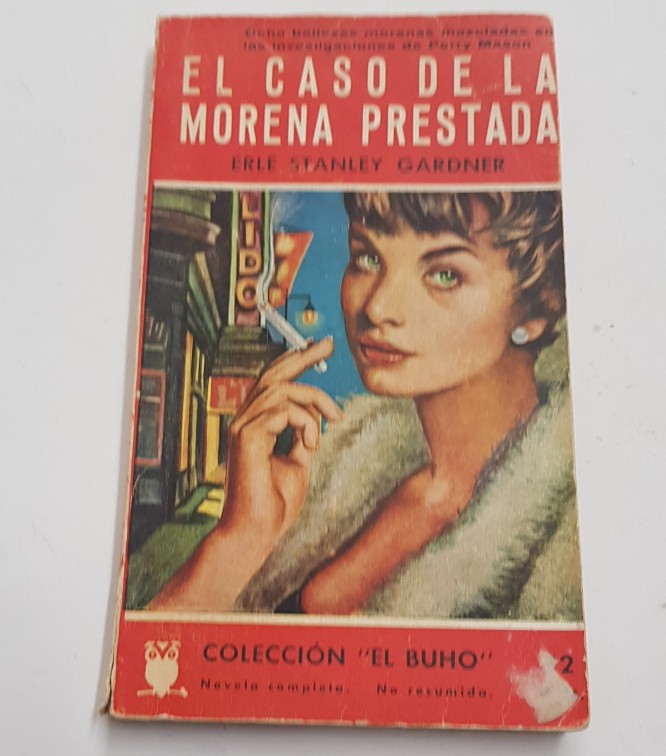 Ocho bellezas morenas mezcladas en
las investigaciones de Perry Mason
EL CASO DE LA
MORENA PRESTADA
ERLE STANLEY GARDNER
LIDO
LI
COLECCIÓN "EL BUHO"
2
Novela completa. No resumida.